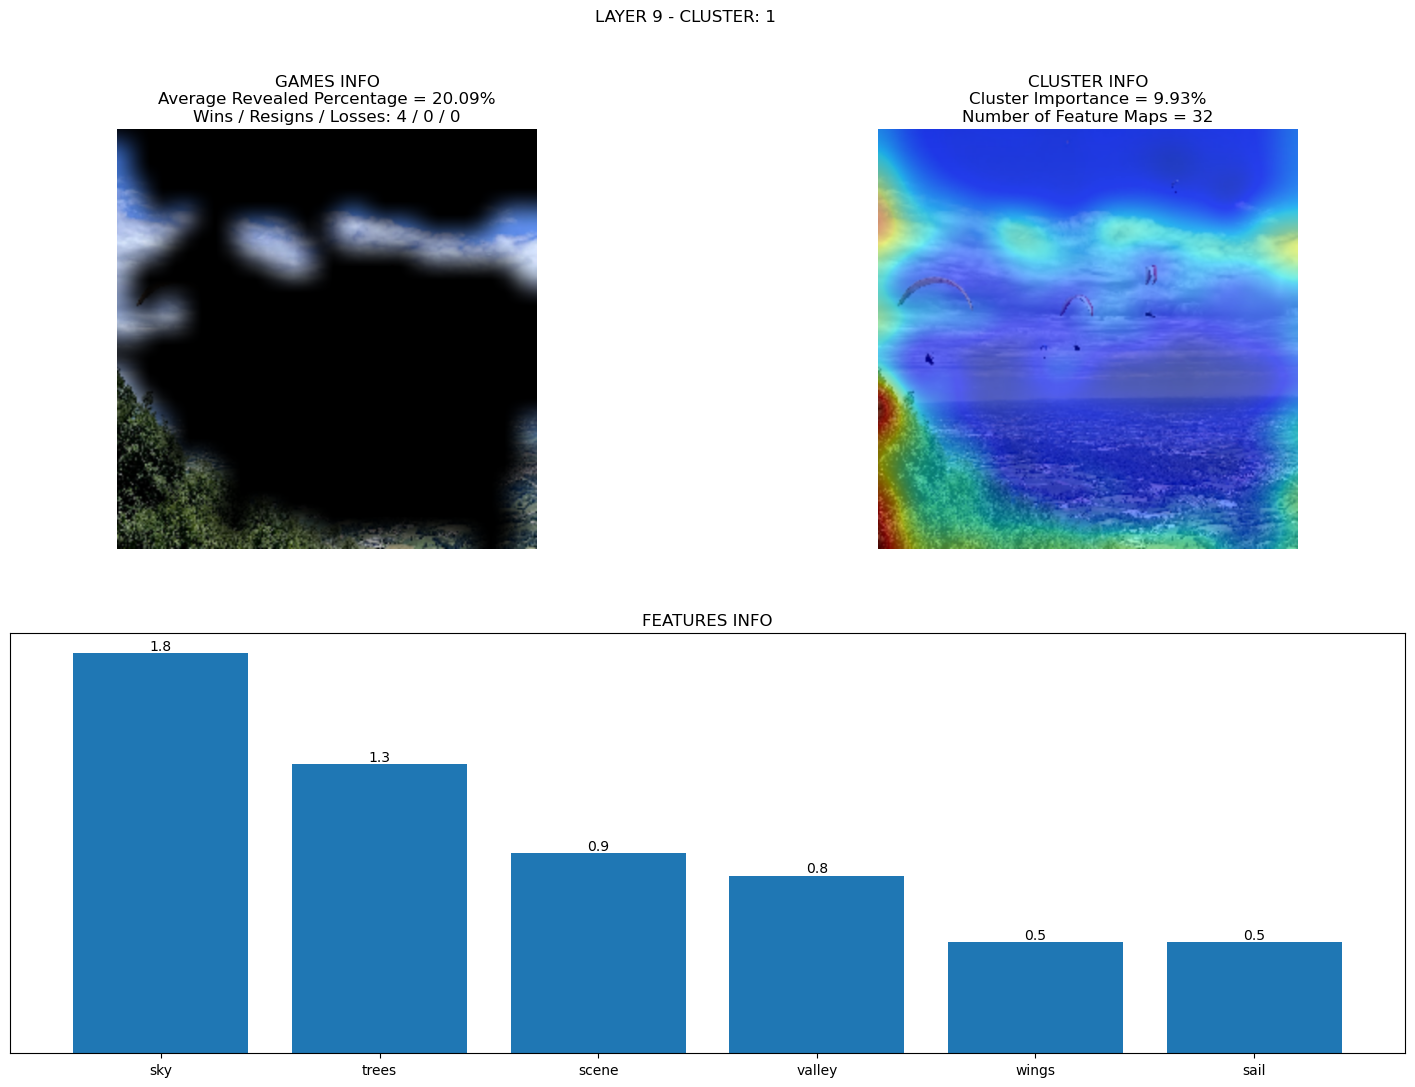 LAYER 9 - CLUSTER: 1
GAMES INFO
Average Revealed Percentage = 20.09%
Wins / Resigns / Losses: 4 / 0 / 0
CLUSTER INFO
Cluster Importance = 9.93%
Number of Feature Maps = 32
FEATURES INFO
1.8
1.3
0.9
0.8
0.5
0.5
sky
trees
scene
valley
wings
sail